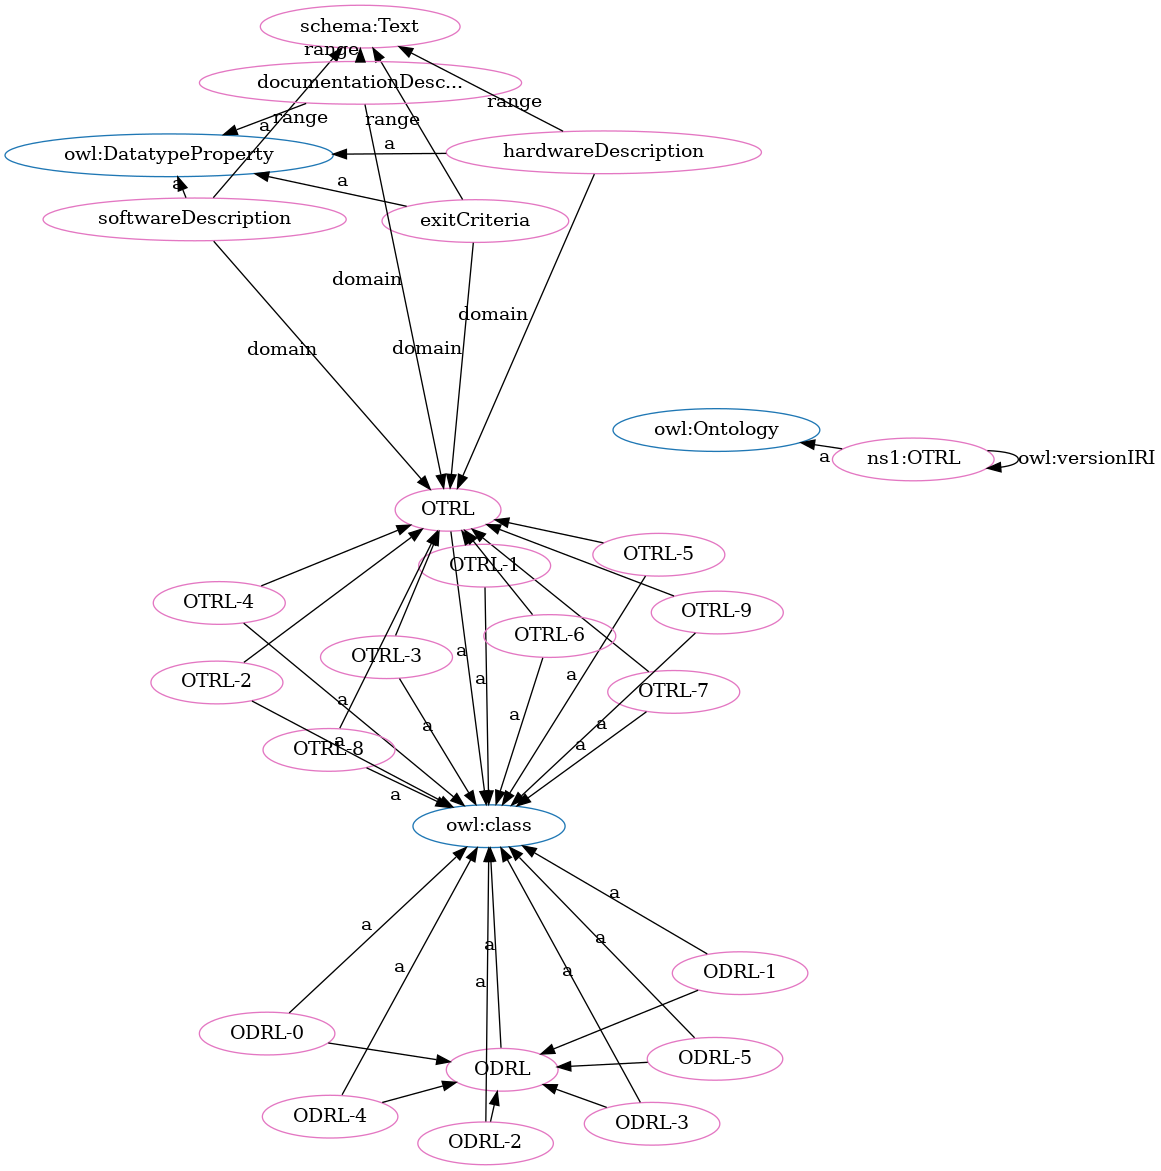 schema:Text
range
documentationDesc...
range
range
range
a
owl:DatatypeProperty
a
hardwareDescription
a
a
softwareDescription
exitCriteria
domain
domain
domain
domain
owl:Ontology
a
ns1:OTRL
owl:versionIRI
OTRL
OTRL-1
OTRL-5
OTRL-4
OTRL-9
OTRL-6
OTRL-3
a
OTRL-2
a
a
OTRL-7
a
a
a
a
OTRL-8
a
a
a
owl:class
a
a
a
a
a
a
a
ODRL-1
ODRL-0
ODRL
ODRL-5
ODRL-4
ODRL-2
ODRL-3